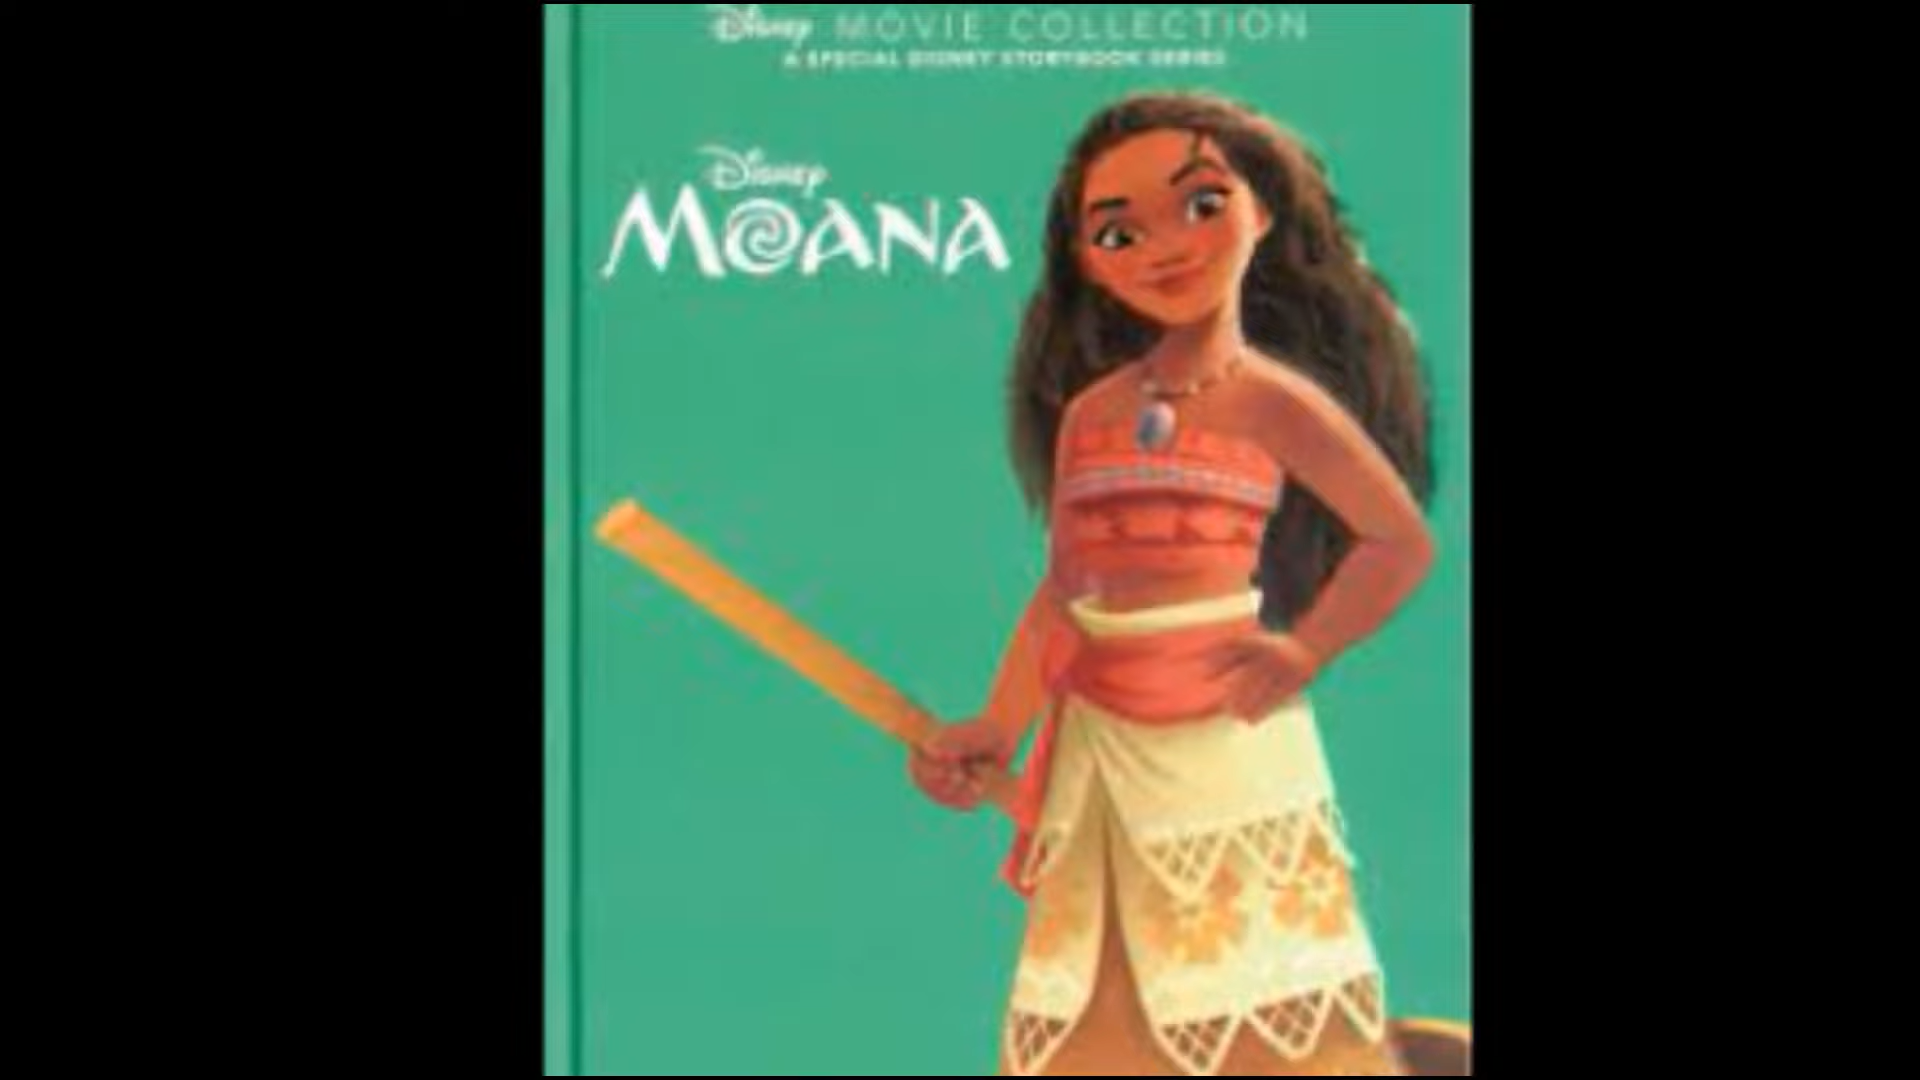 Disney MOVIE COLLECTION
A SPECIAL DISNEY STORYBOOK SERIES
Disney
MOANA